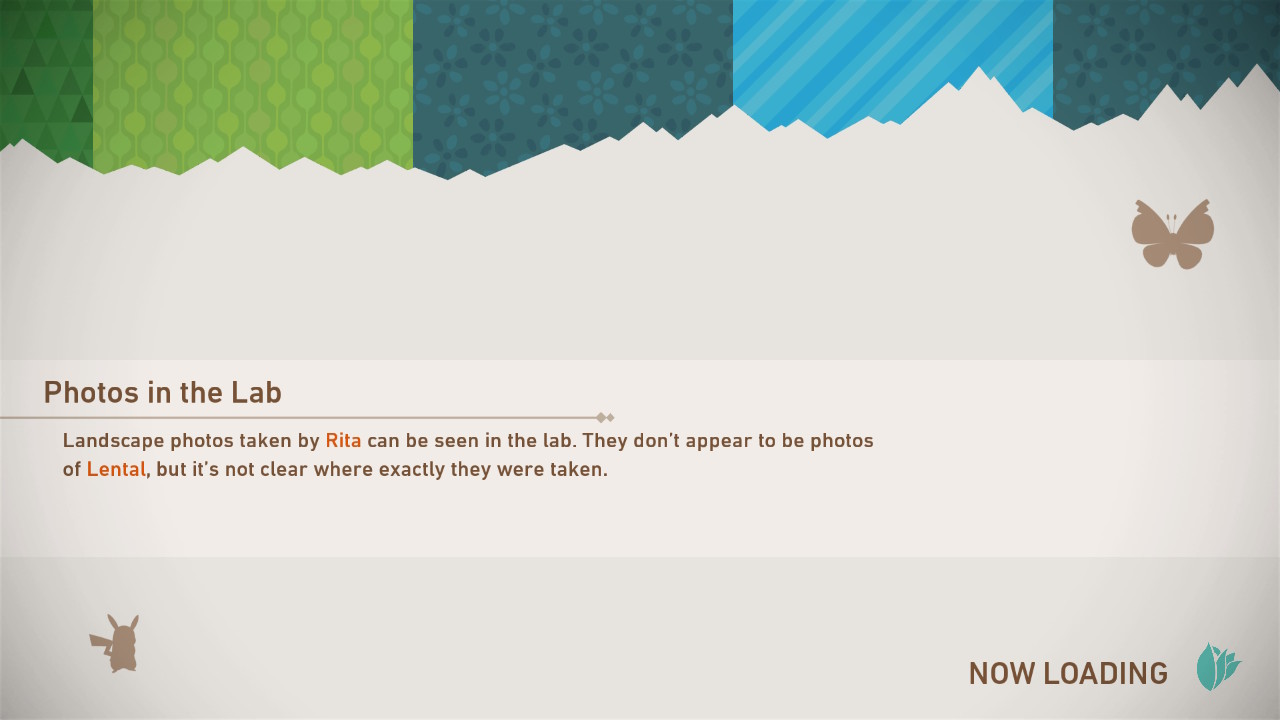 Photos in the Lab
Landscape photos taken by Rita can be seen in the lab. They don't appear to be photos
of Lental, but it's not clear where exactly they were taken.
NOW LOADING